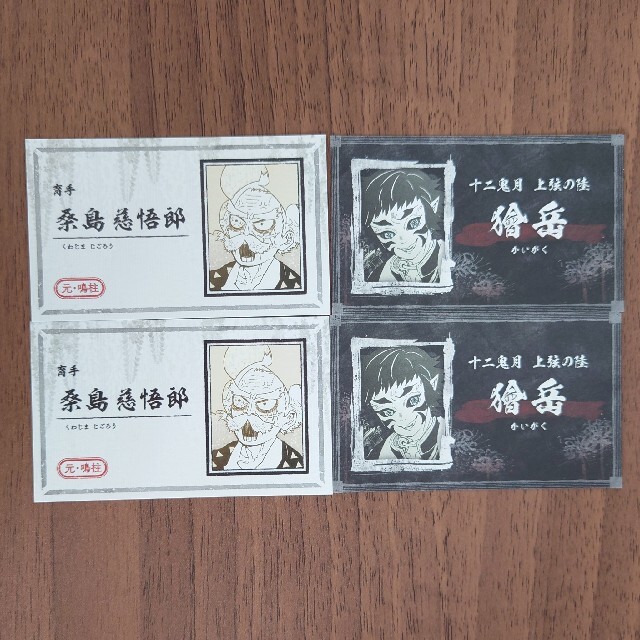 育手
桑島 慈悟郎
くわじま じごろう
元・鳴柱
十二鬼月 上弦の陸
獪岳
かいがく
育手
桑島 慈悟郎
くわじま じごろう
元・鳴柱
十二鬼月 上弦の陸
獪岳
かいがく